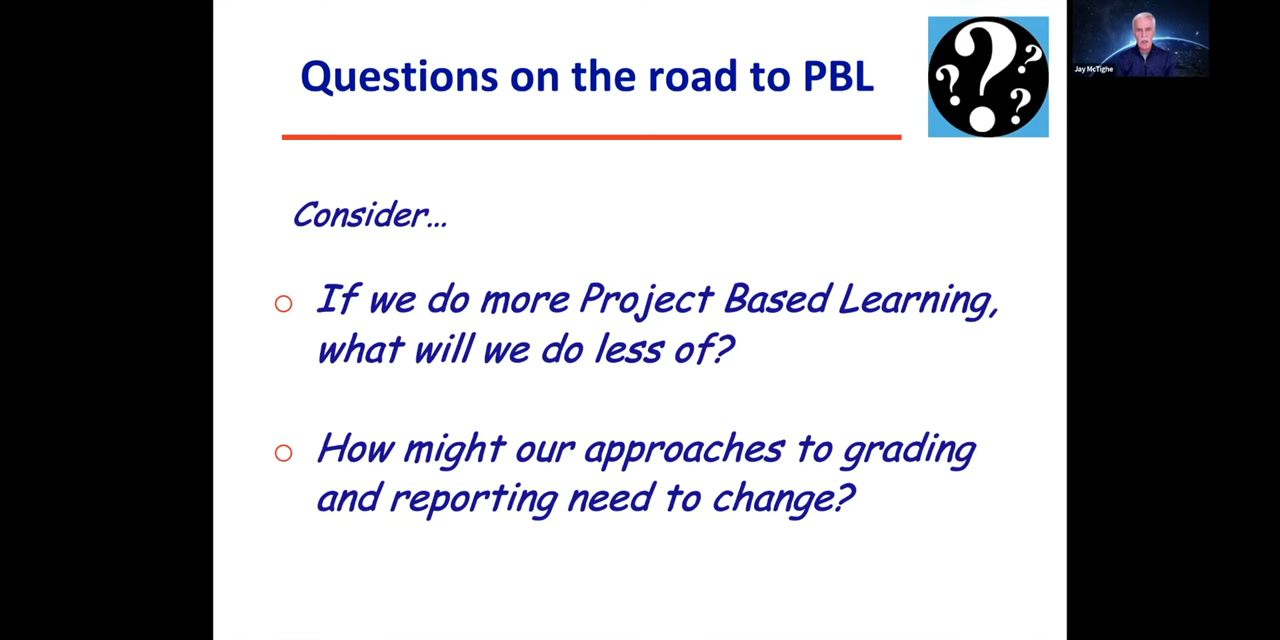 Questions on the road to PBL
Jay McTighe
Consider...
If we do more Project Based Learning,
what will we do less of?
How might our approaches to grading
and reporting need to change?